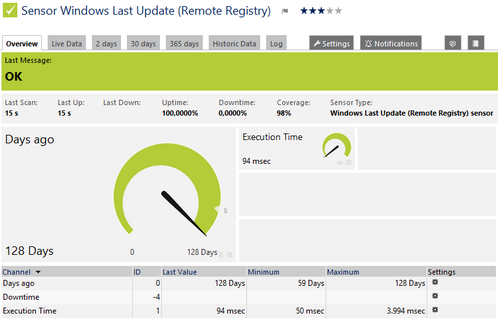 Sensor Windows Last Update (Remote Registry)
Overview Live Data 2 days 30 days 365 days Historic Data Log Settings Notifications
Last Message:
OK
Last Scan: Last Up: Last Down: Uptime: Downtime: Coverage: Sensor Type:
15 s 15 s 100,0000% 0,0000% 98% Windows Last Update (Remote Registry) sensor
Days ago
128 Days
0 128 Days
Execution Time
94 msec
Channel ID Last Value Minimum Maximum Settings
Days ago 0 128 Days 59 Days 128 Days
Downtime -4
Execution Time 1 94 msec 50 msec 3.994 msec